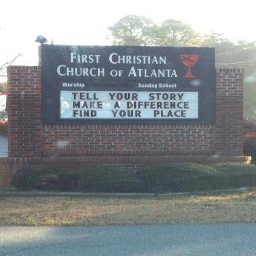 First Christian
Church of Atlanta
Worship Sunday School
TELL YOUR STORY
MAKE A DIFFERENCE
FIND YOUR PLACE